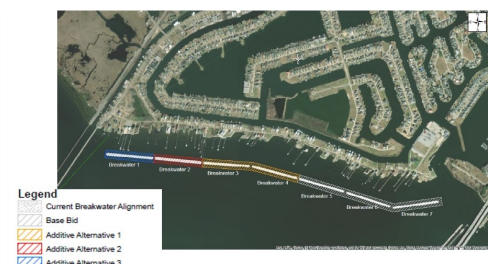 Breakwater 1
Breakwater 2
Breakwater 3
Breakwater 4
Breakwater 5
Breakwater 6
Breakwater 7
Legend
Current Breakwater Alignment
Base Bid
Additive Alternative 1
Additive Alternative 2
Additive Alternative 3